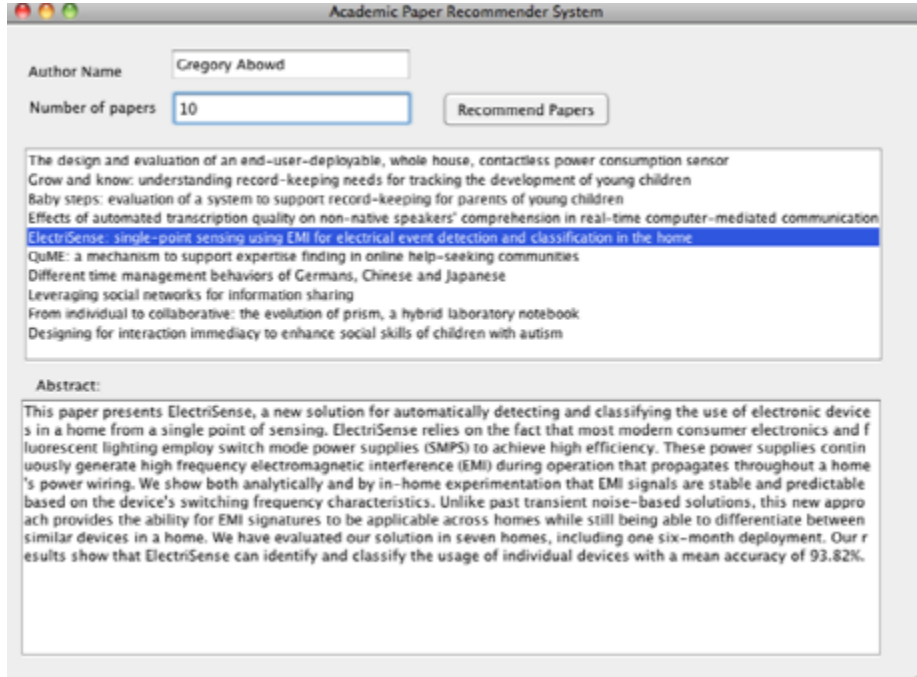 Academic Paper Recommender System
Author Name Gregory Abowd
Number of papers 10 Recommend Papers
The design and evaluation of an end-user-deployable, whole house, contactless power consumption sensor
Grow and know: understanding record-keeping needs for tracking the development of young children
Baby steps: evaluation of a system to support record-keeping for parents of young children
Effects of automated transcription quality on non-native speakers' comprehension in real-time computer-mediated communication
ElectriSense: single-point sensing using EMI for electrical event detection and classification in the home
QuME: a mechanism to support expertise finding in online help-seeking communities
Different time management behaviors of Germans, Chinese and Japanese
Leveraging social networks for information sharing
From individual to collaborative: the evolution of prism, a hybrid laboratory notebook
Designing for interaction immediacy to enhance social skills of children with autism
Abstract:
This paper presents ElectriSense, a new solution for automatically detecting and classifying the use of electronic device
s in a home from a single point of sensing. ElectriSense relies on the fact that most modern consumer electronics and f
luorescent lighting employ switch mode power supplies (SMPS) to achieve high efficiency. These power supplies contin
uously generate high frequency electromagnetic interference (EMI) during operation that propagates throughout a home
's power wiring. We show both analytically and by in-home experimentation that EMI signals are stable and predictable
based on the device's switching frequency characteristics. Unlike past transient noise-based solutions, this new appro
ach provides the ability for EMI signatures to be applicable across homes while still being able to differentiate between
similar devices in a home. We have evaluated our solution in seven homes, including one six-month deployment. Our r
esults show that ElectriSense can identify and classify the usage of individual devices with a mean accuracy of 93.82%.